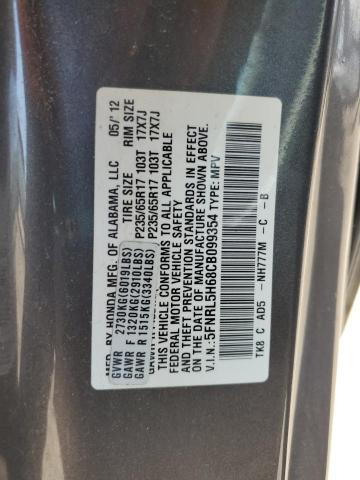 MFD. BY HONDA MFG. OF ALABAMA, LLC 05/'12
GVWR 2730KG(6019LBS) TIRE SIZE RIM SIZE
GAWR F 1320KG(2910LBS) P235/65R17 103T 17X7J
GAWR R 1515KG(3340LBS) P235/65R17 103T 17X7J
THIS VEHICLE CONFORMS TO ALL APPLICABLE
FEDERAL MOTOR VEHICLE SAFETY
AND THEFT PREVENTION STANDARDS IN EFFECT
ON THE DATE OF MANUFACTURE SHOWN ABOVE.
V.I.N.: 5FNRL5H68CB099354 TYPE: MPV
TK8 C AD5 - NH777M - C - B